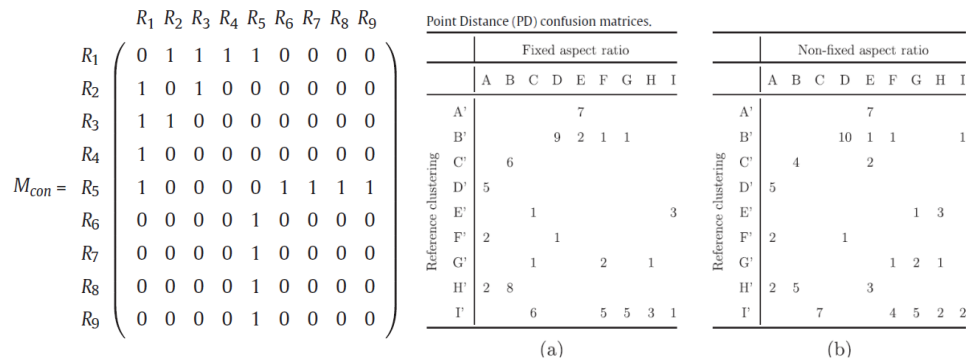 R1 R2 R3 R4 R5 R6 R7 R8 R9
R1 0 1 1 1 1 0 0 0 0
R2 1 0 1 0 0 0 0 0 0
R3 1 1 0 0 0 0 0 0 0
R4 1 0 0 0 0 0 0 0 0
Mcon = R5 1 0 0 0 0 1 1 1 1
R6 0 0 0 0 1 0 0 0 0
R7 0 0 0 0 1 0 0 0 0
R8 0 0 0 0 1 0 0 0 0
R9 0 0 0 0 1 0 0 0 0
Point Distance (PD) confusion matrices.
Fixed aspect ratio
A B C D E F G H I
Reference clustering
A' 7
B' 9 2 1 1
C' 6
D' 5
E' 1 3
F' 2 1
G' 1 2 1
H' 2 8
I' 6 5 5 3 1
(a)
Non-fixed aspect ratio
A B C D E F G H I
Reference clustering
A' 7
B' 10 1 1 1
C' 4 2
D' 5
E' 1 3
F' 2 1
G' 1 2 1
H' 2 5 3
I' 7 4 5 2 2
(b)